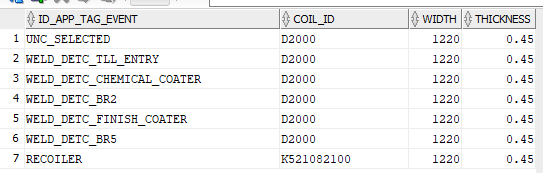 ID_APP_TAG_EVENT COIL_ID WIDTH THICKNESS
1 UNC_SELECTED D2000 1220 0.45
2 WELD_DETC_TLL_ENTRY D2000 1220 0.45
3 WELD_DETC_CHEMICAL_COATER D2000 1220 0.45
4 WELD_DETC_BR2 D2000 1220 0.45
5 WELD_DETC_FINISH_COATER D2000 1220 0.45
6 WELD_DETC_BR5 D2000 1220 0.45
7 RECOILER K521082100 1220 0.45